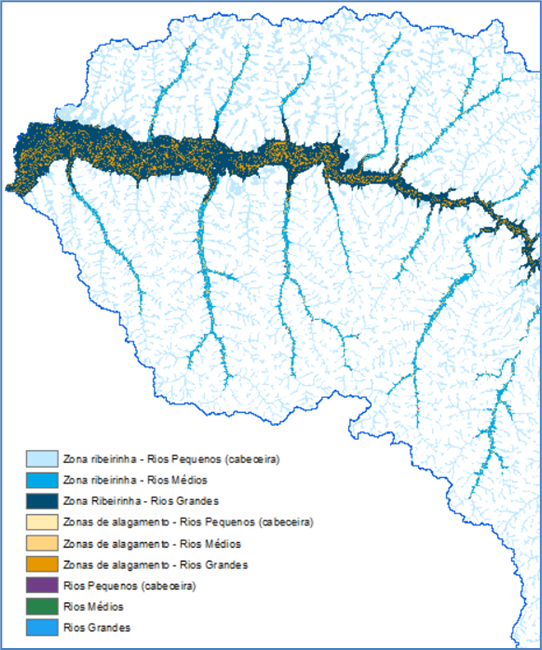 Zona ribeirinha - Rios Pequenos (cabeceira)
Zona ribeirinha - Rios Médios
Zona Ribeirinha - Rios Grandes
Zonas de alagamento - Rios Pequenos (cabeceira)
Zonas de alagamento - Rios Médios
Zonas de alagamento - Rios Grandes
Rios Pequenos (cabeceira)
Rios Médios
Rios Grandes